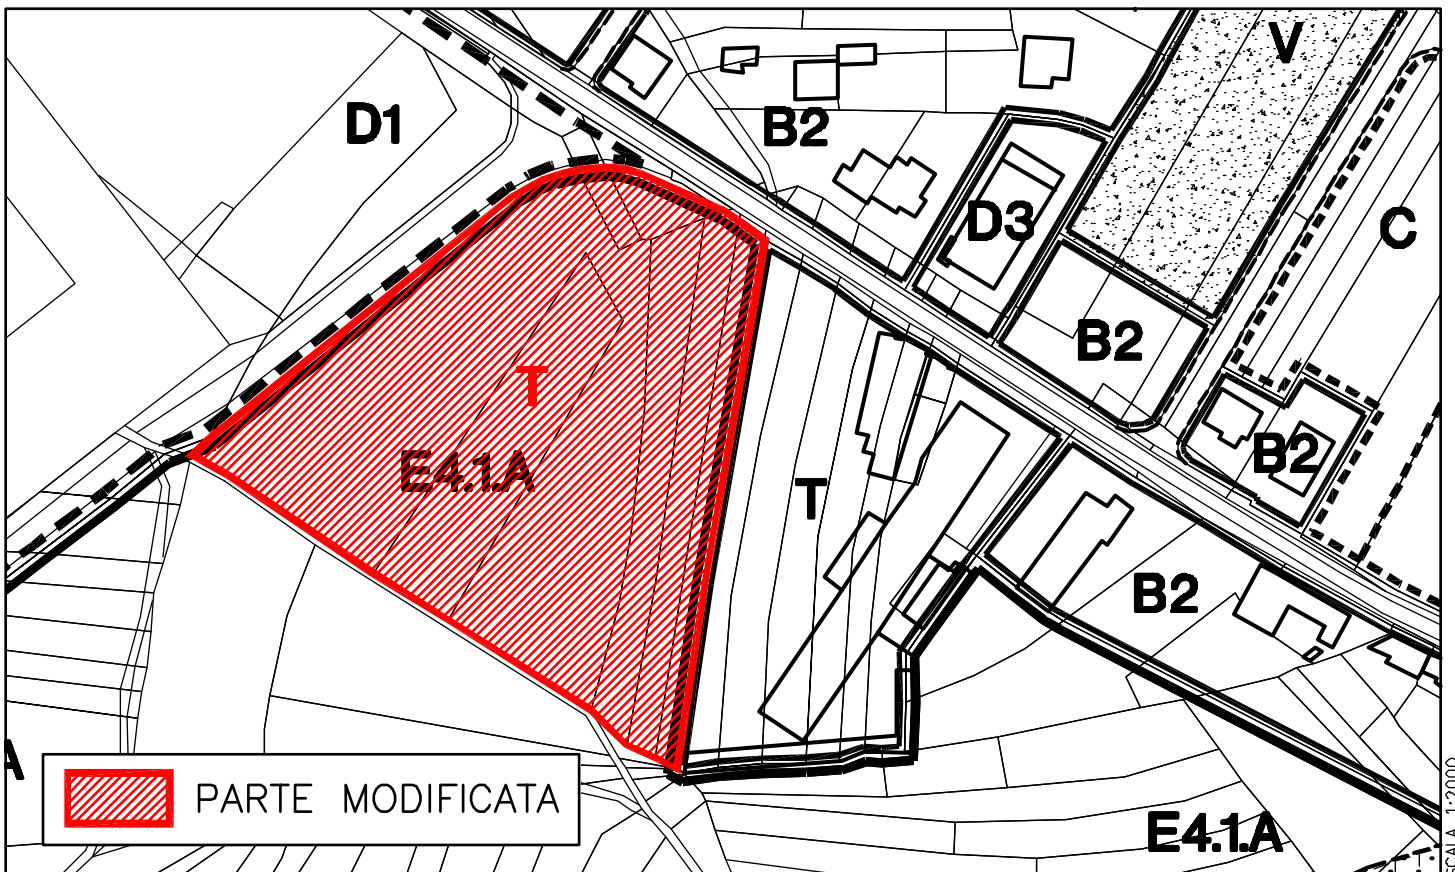 V
D1
B2
D3
C
B2
T
E4.1.A
B2
T
B2
A
PARTE MODIFICATA
E4.1.A
SCALA 1:2000